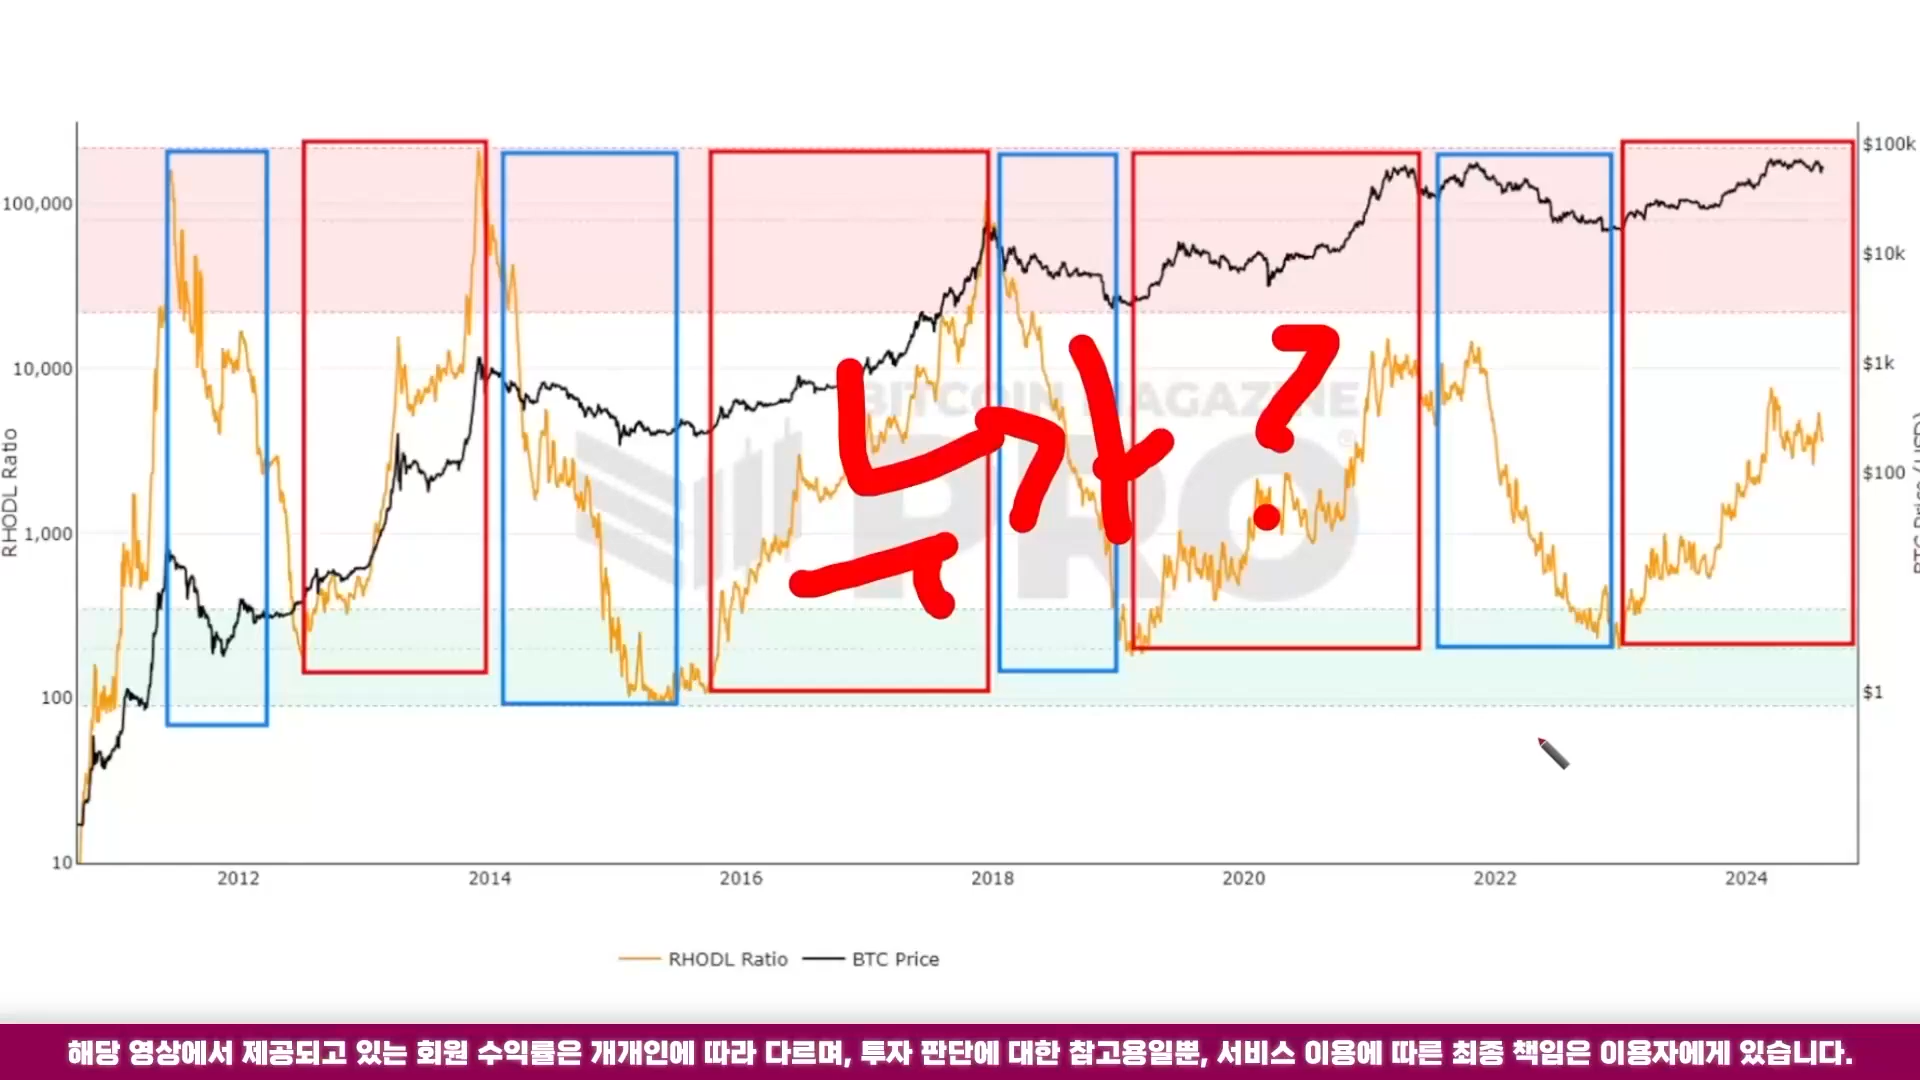 $100k
100,000
$10k
10,000
$1k
BITCOIN MAGAZINE
PRO
®
누가?
$100
1,000
100
$1
10
RHODL Ratio
2012
2014
2016
2018
2020
2022
2024
RHODL Ratio
BTC Price
해당 영상에서 제공되고 있는 회원 수익률은 개개인에 따라 다르며, 투자 판단에 대한 참고용일뿐, 서비스 이용에 따른 최종 책임은 이용자에게 있습니다.